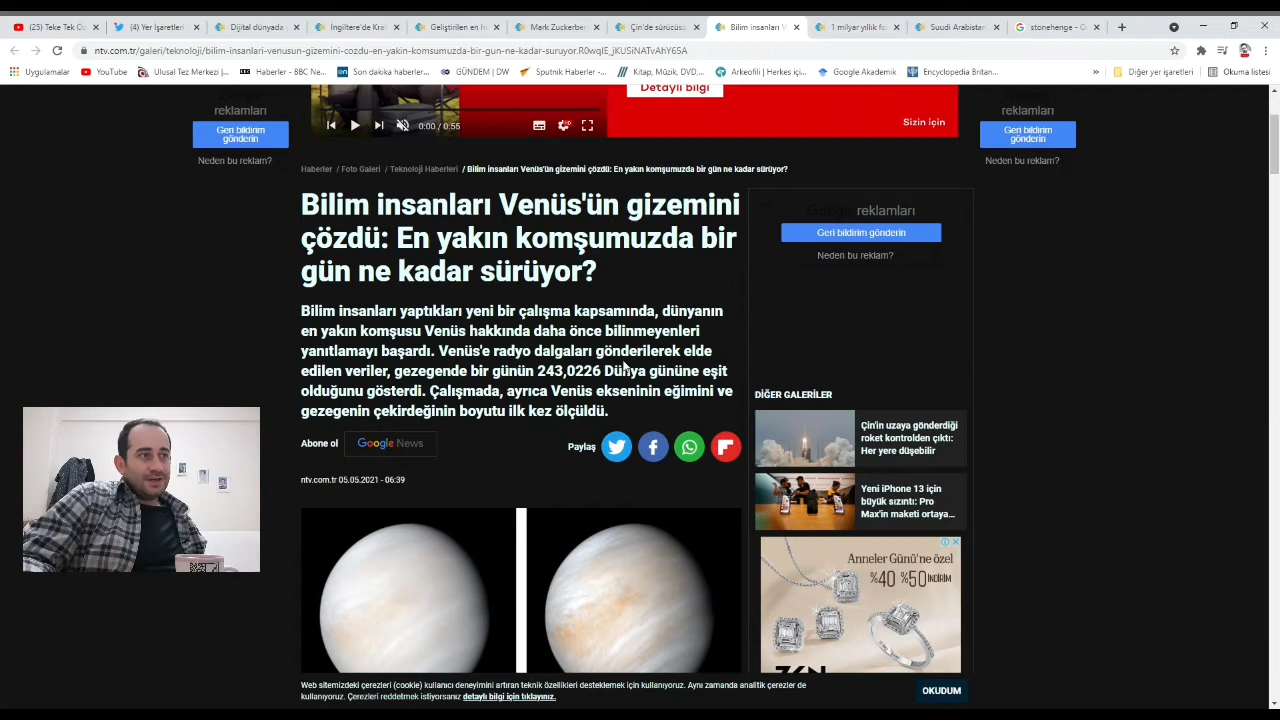 (25) Teke Tek Öz
(4) Yer İşaretleri
Dijital dünyada
İngiltere'de Kral
Geliştirilen en h
Mark Zuckerber
Çin'de sürücüsü
Bilim insanları V
1 milyar yıllık fo
Suudi Arabistan
stonehenge - G
ntv.com.tr/galeri/teknoloji/bilim-insanlari-venusun-gizemini-cozdu-en-yakin-komsumuzda-bir-gun-ne-kadar-suruyor,R0wqIE_jKUSiNATvAhY65A
Uygulamalar
YouTube
Ulusal Tez Merkezi |...
Haberler - BBC Ne...
Son dakika haberler...
GÜNDEM | DW
Sputnik Haberler -...
Kitap, Müzik, DVD,...
Arkeofili | Herkes içi...
Google Akademik
Encyclopedia Britan...
»
Diğer yer işaretleri
Okuma listesi
Detaylı bilgi
reklamları
Geri bildirim
gönderin
Neden bu reklam?
0:00 / 0:55
Sizin için
reklamları
Geri bildirim
gönderin
Neden bu reklam?
Haberler / Foto Galeri / Teknoloji Haberleri / Bilim insanları Venüs'ün gizemini çözdü: En yakın komşumuzda bir gün ne kadar sürüyor?
Bilim insanları Venüs'ün gizemini
çözdü: En yakın komşumuzda bir
gün ne kadar sürüyor?
Bilim insanları yaptıkları yeni bir çalışma kapsamında, dünyanın
en yakın komşusu Venüs hakkında daha önce bilinmeyenleri
yanıtlamayı başardı. Venüs'e radyo dalgaları gönderilerek elde
edilen veriler, gezegende bir günün 243,0226 Dünya gününe eşit
olduğunu gösterdi. Çalışmada, ayrıca Venüs ekseninin eğimini ve
gezegenin çekirdeğinin boyutu ilk kez ölçüldü.
Abone ol
Google News
Paylaş
ntv.com.tr 05.05.2021 - 06:39
Google reklamları
Geri bildirim gönderin
Neden bu reklam?
DİĞER GALERİLER
Çin'in uzaya gönderdiği
roket kontrolden çıktı:
Her yere düşebilir
Yeni iPhone 13 için
büyük sızıntı: Pro
Max'in maketi ortaya...
Anneler Günü'ne özel
%40 %50 İNDİRİM
Web sitemizdeki çerezleri (cookie) kullanıcı deneyimini artıran teknik özellikleri desteklemek için kullanıyoruz. Aynı zamanda analitik çerezler de
kullanıyoruz. Çerezleri reddetmek istiyorsanız detaylı bilgi için tıklayınız.
OKUDUM